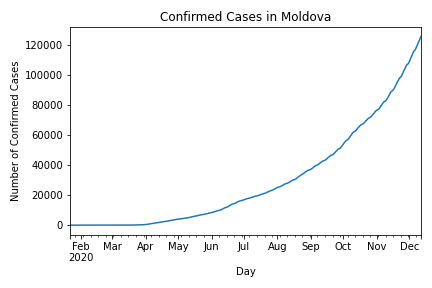 Confirmed Cases in Moldova
Number of Confirmed Cases
120000
100000
80000
60000
40000
20000
0
Feb Mar Apr May Jun Jul Aug Sep Oct Nov Dec
2020
Day